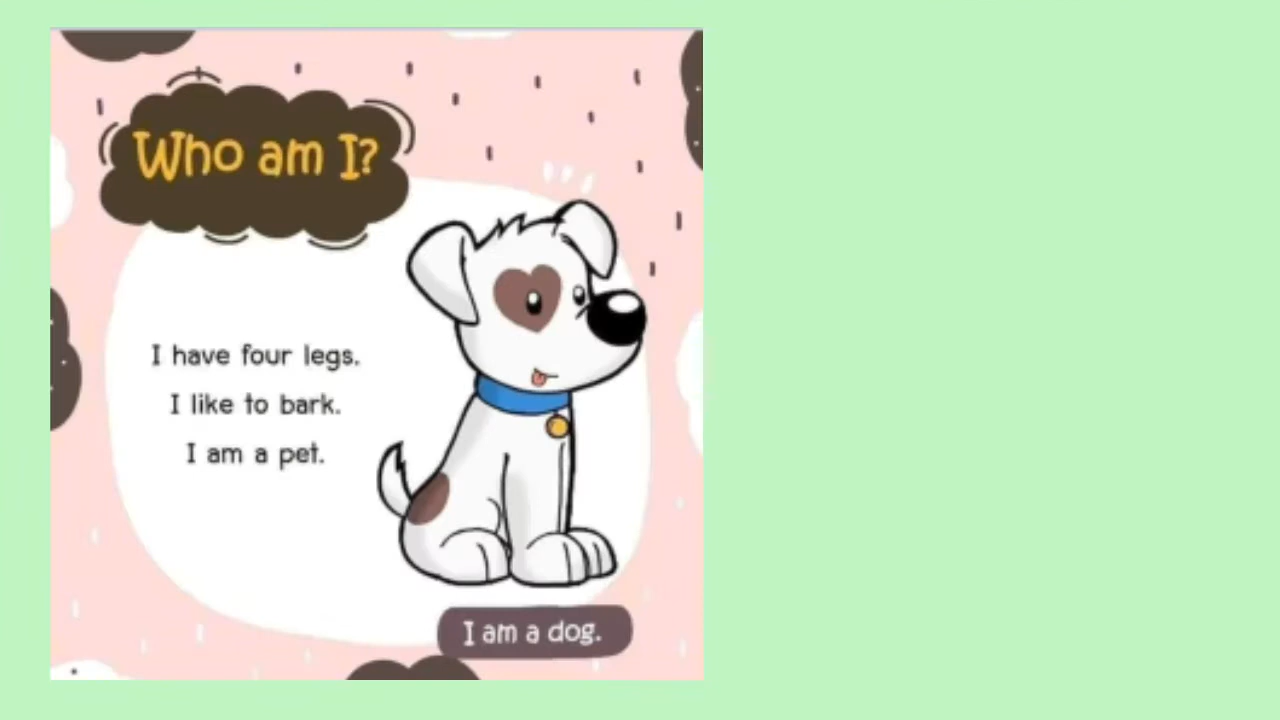 Who am I?
I have four legs.
I like to bark.
I am a pet.
I am a dog.